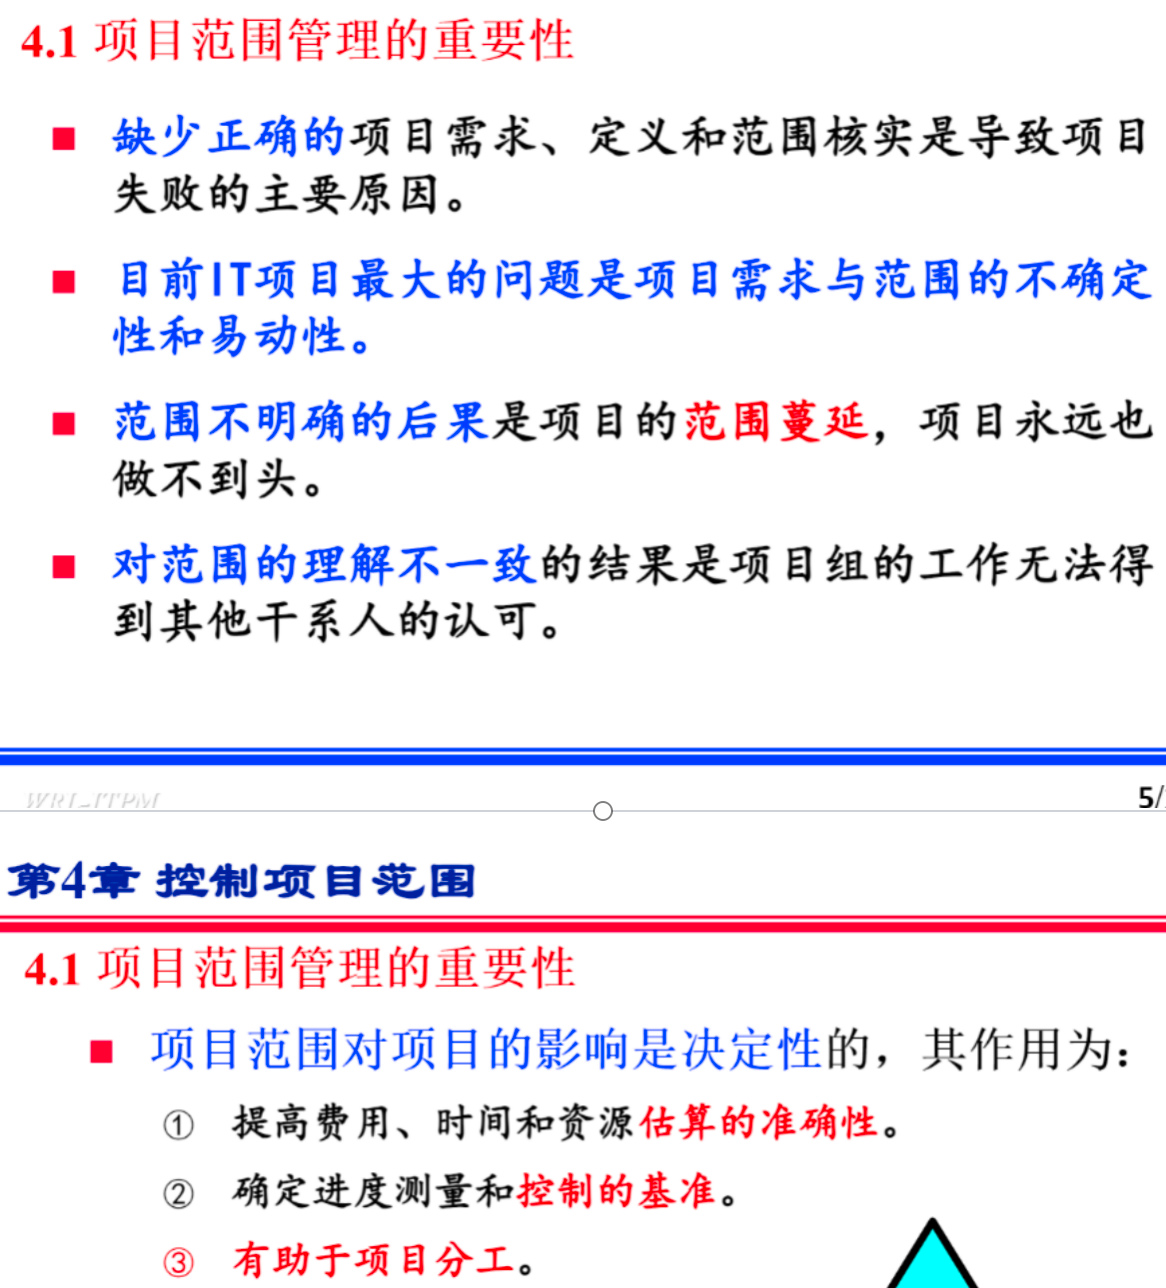 4.1 项目范围管理的重要性
■ 缺少正确的项目需求、定义和范围核实是导致项目
失败的主要原因。
■ 目前IT项目最大的问题是项目需求与范围的不确定
性和易动性。
■ 范围不明确的后果是项目的范围蔓延，项目永远也
做不到头。
■ 对范围的理解不一致的结果是项目组的工作无法得
到其他干系人的认可。
WRI_ITPM
5/
第4章 控制项目范围
4.1 项目范围管理的重要性
■ 项目范围对项目的影响是决定性的，其作用为：
① 提高费用、时间和资源估算的准确性。
② 确定进度测量和控制的基准。
③ 有助于项目分工。